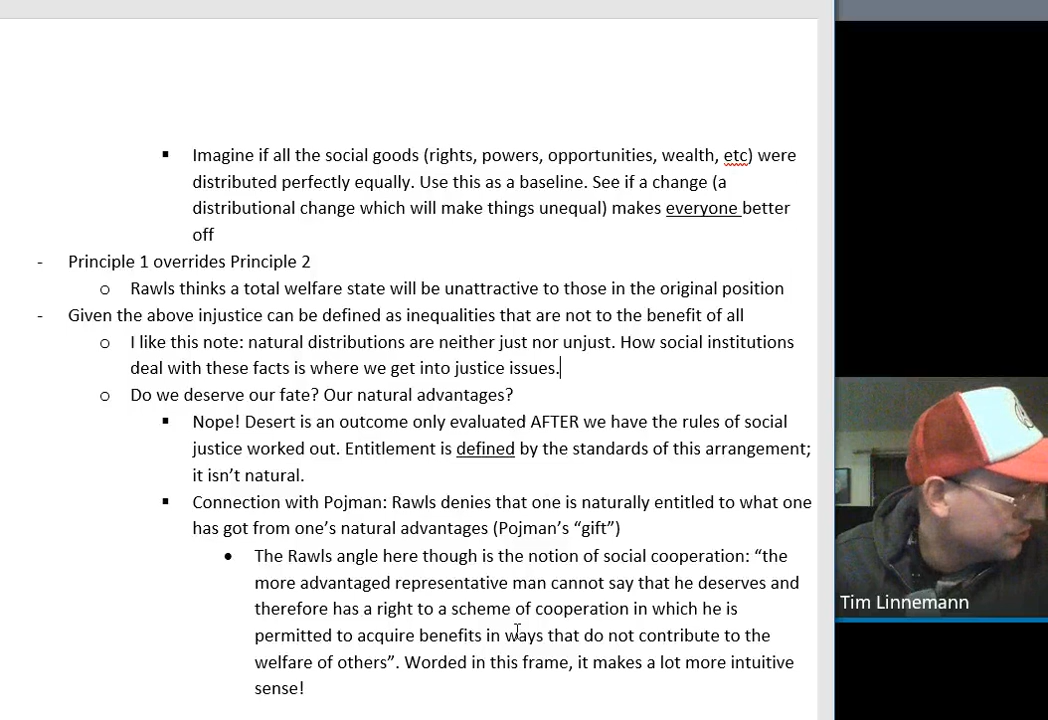 ▪ Imagine if all the social goods (rights, powers, opportunities, wealth, etc) were
distributed perfectly equally. Use this as a baseline. See if a change (a
distributional change which will make things unequal) makes everyone better
off
- Principle 1 overrides Principle 2
o Rawls thinks a total welfare state will be unattractive to those in the original position
- Given the above injustice can be defined as inequalities that are not to the benefit of all
o I like this note: natural distributions are neither just nor unjust. How social institutions
deal with these facts is where we get into justice issues.
o Do we deserve our fate? Our natural advantages?
▪ Nope! Desert is an outcome only evaluated AFTER we have the rules of social
justice worked out. Entitlement is defined by the standards of this arrangement;
it isn’t natural.
▪ Connection with Pojman: Rawls denies that one is naturally entitled to what one
has got from one’s natural advantages (Pojman’s “gift”)
• The Rawls angle here though is the notion of social cooperation: “the
more advantaged representative man cannot say that he deserves and
therefore has a right to a scheme of cooperation in which he is
permitted to acquire benefits in ways that do not contribute to the
welfare of others”. Worded in this frame, it makes a lot more intuitive
sense!
Tim Linnemann